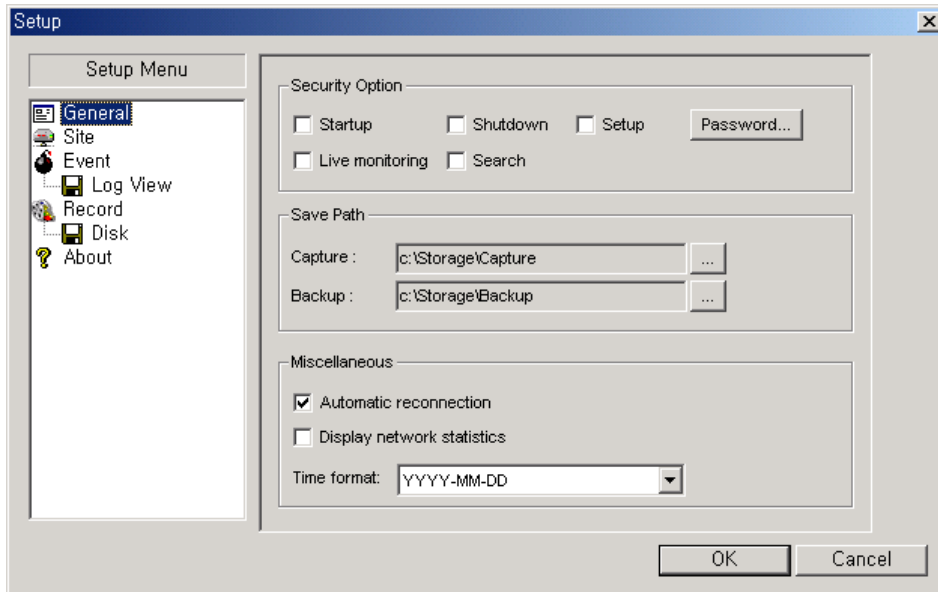 Setup
Setup Menu
General
Site
Event
Log View
Record
Disk
About
Security Option
Startup
Shutdown
Setup
Password...
Live monitoring
Search
Save Path
Capture :
c:\Storage\Capture
...
Backup :
c:\Storage\Backup
...
Miscellaneous
Automatic reconnection
Display network statistics
Time format:
YYYY-MM-DD
OK
Cancel